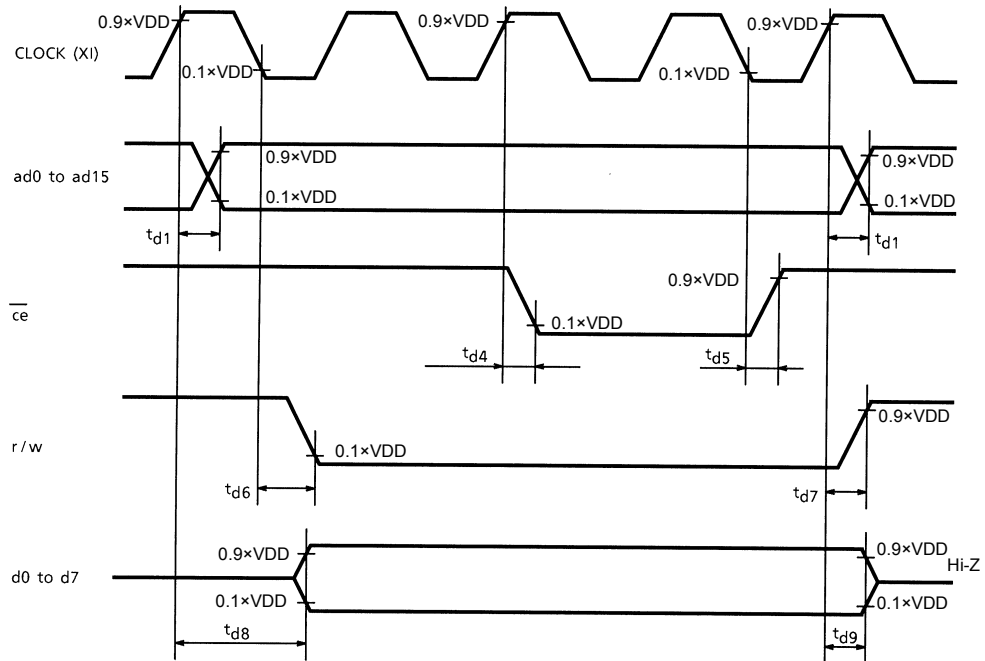 0.9×VDD
0.9×VDD
0.9×VDD
CLOCK (XI)
0.1×VDD
0.1×VDD
0.9×VDD
0.9×VDD
ad0 to ad15
0.1×VDD
0.1×VDD
td1
td1
0.9×VDD
ce
0.1×VDD
td4
td5
0.9×VDD
r/w
0.1×VDD
td6
td7
0.9×VDD
0.9×VDD
Hi-Z
d0 to d7
0.1×VDD
0.1×VDD
td8
td9